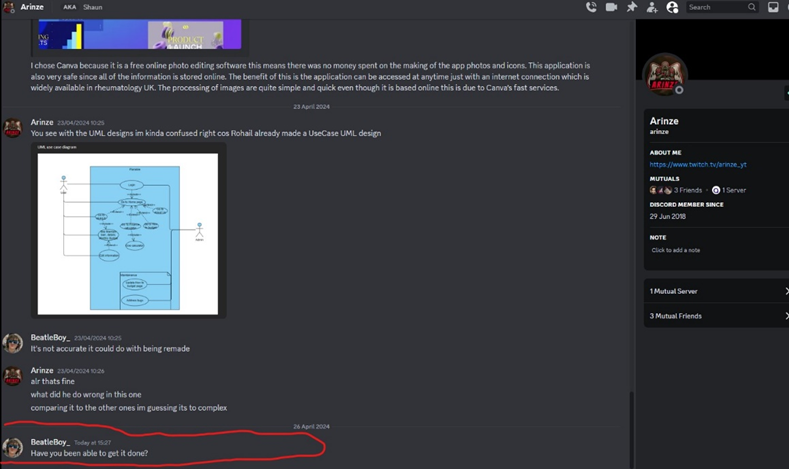 Arinze AKA Shaun
Search
PRODUCT
LAUNCH
I chose Canva because it is a free online photo editing software this means there was no money spent on the making of the app photos and icons. This application is
also very safe since all of the information is stored online. The benefit of this is the application can be accessed at anytime just with an internet connection which is
widely available in rheumatology UK. The processing of images are quite simple and quick even though it is based online this is due to Canva's fast services.
23 April 2024
Arinze 23/04/2024 10:25
You see with the UML designs im kinda confused right cos Rohail already made a UseCase UML design
UML use case diagram
Admin
BeatleBoy_ 23/04/2024 10:25
It's not accurate it could do with being remade
Arinze 23/04/2024 10:26
air thats fine
what did he do wrong in this one
comparing it to the other ones im guessing its to complex
26 April 2024
BeatleBoy_ Today at 15:27
Have you been able to get it done?
ARINZE
Arinze
arinze
ABOUT ME
https://www.twitch.tv/arinze_yt
MUTUALS
3 Friends • 1 Server
DISCORD MEMBER SINCE
29 Jun 2018
NOTE
Click to add a note
1 Mutual Server
3 Mutual Friends